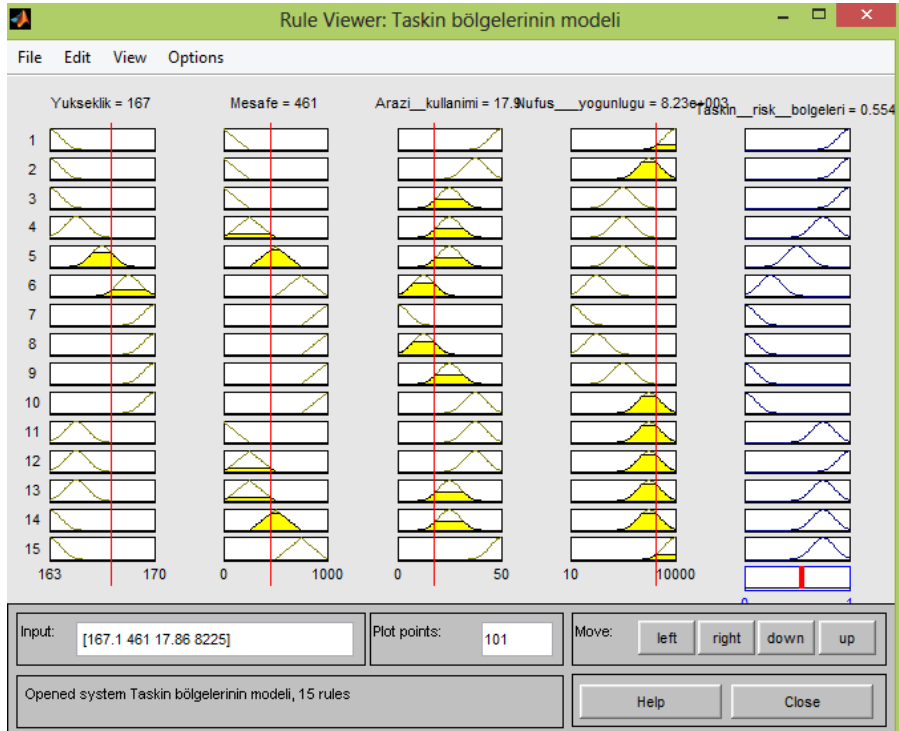 Rule Viewer: Taskin bölgelerinin modeli
File Edit View Options
Yukseklik = 167 Mesafe = 461 Arazi__kullanimi = 17.9 Nufus___yogunlugu = 8.23e+003 Taskin__risk__bolgeleri = 0.554
1
2
3
4
5
6
7
8
9
10
11
12
13
14
15
163 170 0 1000 0 50 10 10000
0 1
Input: [167.1 461 17.86 8225] Plot points: 101 Move: left right down up
Opened system Taskin bölgelerinin modeli, 15 rules Help Close